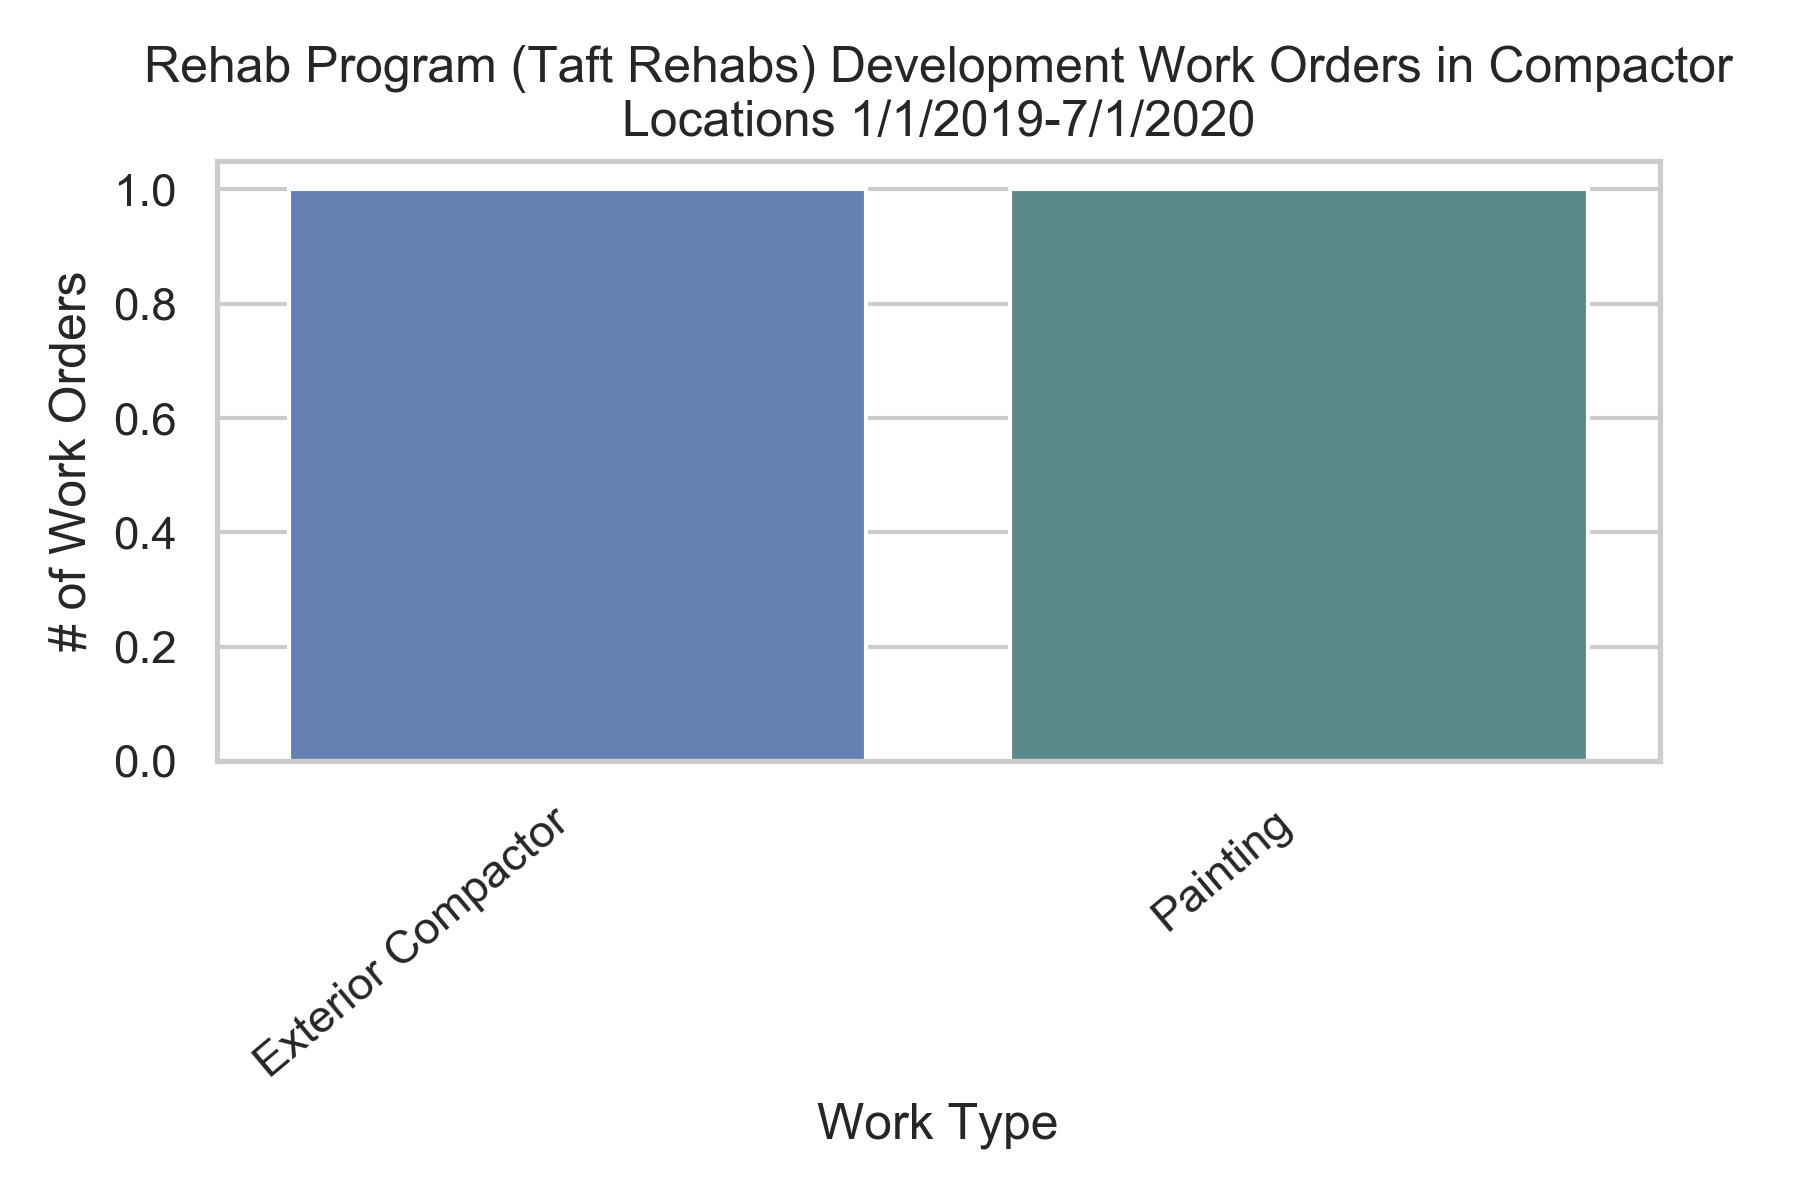 Rehab Program (Taft Rehabs) Development Work Orders in Compactor
Locations 1/1/2019-7/1/2020
# of Work Orders
1.0
0.8
0.6
0.4
0.2
0.0
Exterior Compactor
Painting
Work Type